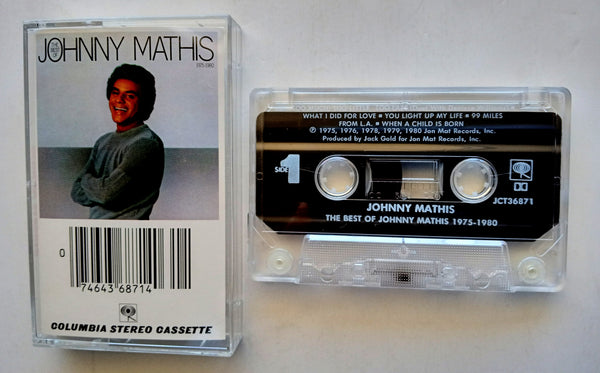 THE BEST OF
JOHNNY MATHIS
1975-1980
0
74643 68714
COLUMBIA STEREO CASSETTE
WHAT I DID FOR LOVE ■ YOU LIGHT UP MY LIFE ■ 99 MILES
FROM L.A. ■ WHEN A CHILD IS BORN
℗ 1975, 1976, 1978, 1979, 1980 Jon Mat Records, Inc.
Produced by Jack Gold for Jon Mat Records, Inc.
SIDE 1
JCT36871
JOHNNY MATHIS
THE BEST OF JOHNNY MATHIS 1975-1980